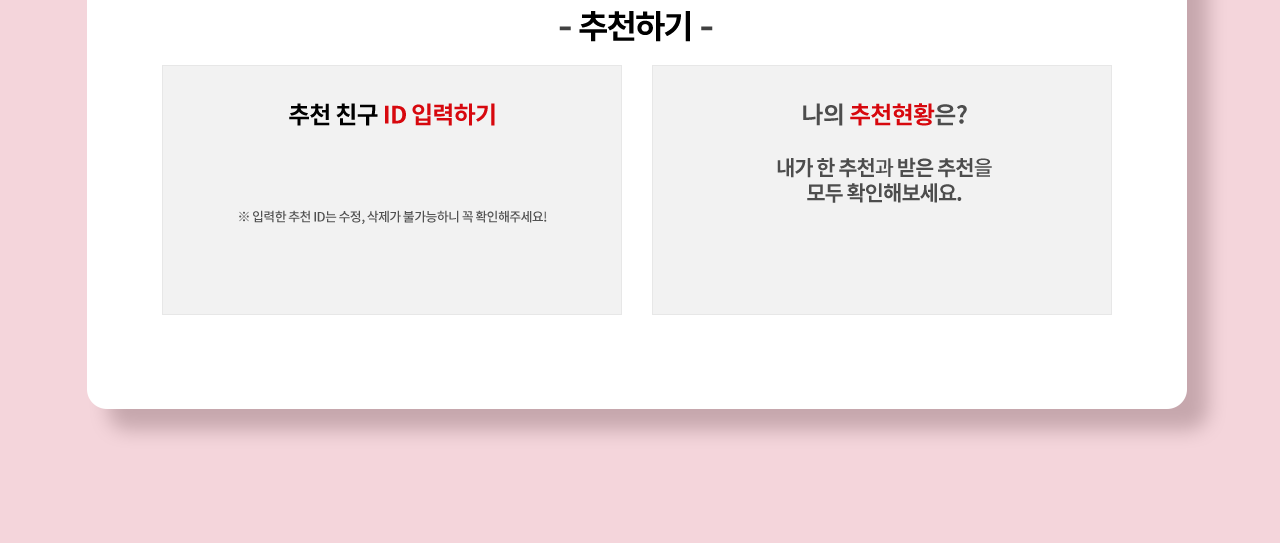 - 추천하기 -
추천 친구 ID 입력하기
※ 입력한 추천 ID는 수정, 삭제가 불가능하니 꼭 확인해주세요!
나의 추천현황은?
내가 한 추천과 받은 추천을
모두 확인해보세요.